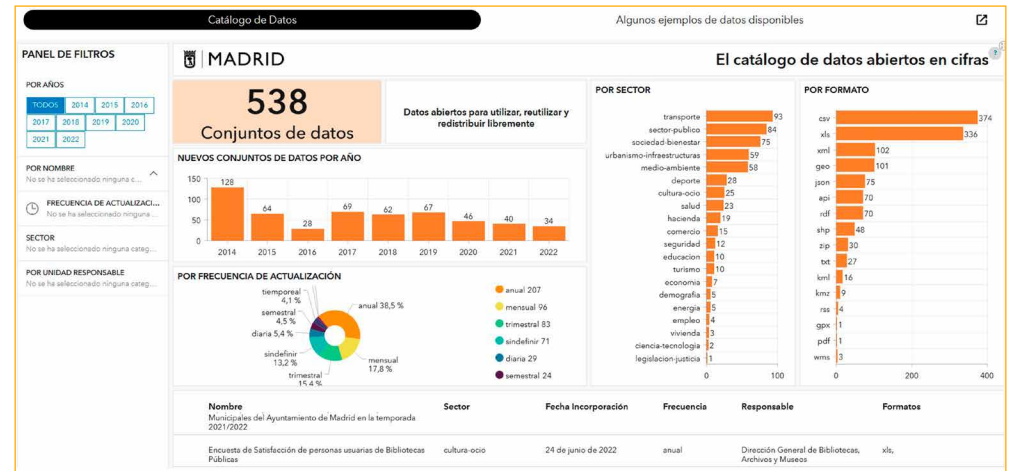 Catálogo de Datos
Algunos ejemplos de datos disponibles
PANEL DE FILTROS
POR AÑOS
TODOS 2014 2015 2016
2017 2018 2019 2020
2021 2022
POR NOMBRE
No se ha seleccionado ninguna c...
FRECUENCIA DE ACTUALIZACI...
No se ha seleccionado ninguna ...
SECTOR
No se ha seleccionado ninguna categ...
POR UNIDAD RESPONSABLE
No se ha seleccionado ninguna categ...
MADRID
El catálogo de datos abiertos en cifras
?
538
Conjuntos de datos
Datos abiertos para utilizar, reutilizar y
redistribuir libremente
NUEVOS CONJUNTOS DE DATOS POR AÑO
150
100
50
0
128 64 28 69 62 67 46 40 34
2014 2015 2016 2017 2018 2019 2020 2021 2022
POR FRECUENCIA DE ACTUALIZACIÓN
tiemporeal
4,1 %
semestral
4,5 %
diaria 5,4 %
sindefinir
13,2 %
trimestral
15,4 %
mensual
17,8 %
anual 38,5 %
anual 207
mensual 96
trimestral 83
sindefinir 71
diaria 29
semestral 24
POR SECTOR
transporte 93
sector-publico 84
sociedad-bienestar 75
urbanismo-infraestructuras 59
medio-ambiente 58
deporte 28
cultura-ocio 25
salud 23
hacienda 19
comercio 15
seguridad 12
educacion 10
turismo 10
economia 7
demografia 5
energia 5
empleo 4
vivienda 3
ciencia-tecnologia 2
legislacion-justicia 1
0 100
POR FORMATO
csv 374
xls 336
xml 102
geo 101
json 75
api 70
rdf 70
shp 48
zip 30
txt 27
kml 16
kmz 9
rss 4
gpx 1
pdf 1
wms 3
0 200 400
Nombre Sector Fecha Incorporación Frecuencia Responsable Formatos
Municipales del Ayuntamiento de Madrid en la temporada
2021/2022
Encuesta de Satisfacción de personas usuarias de Bibliotecas cultura-ocio 24 de junio de 2022 anual Dirección General de Bibliotecas, xls,
Públicas Archivos y Museos